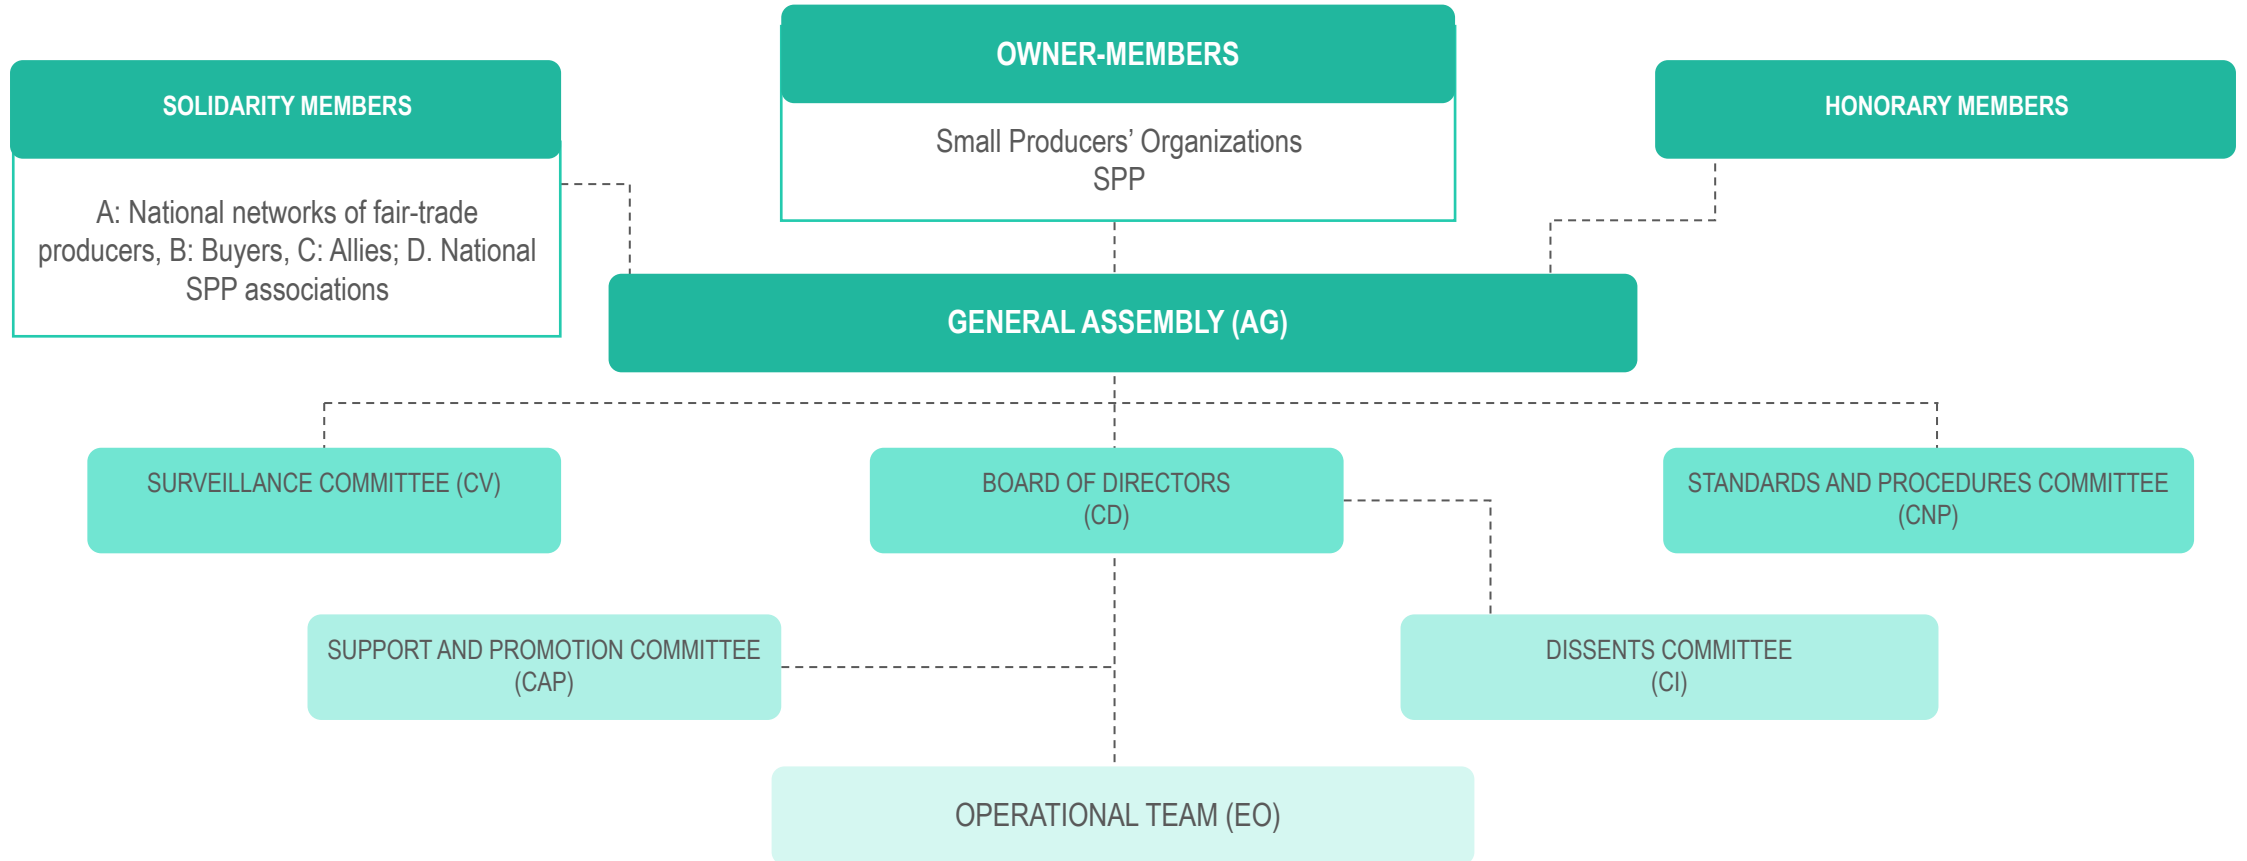 OWNER-MEMBERS
Small Producers’ Organizations
SPP
SOLIDARITY MEMBERS
A: National networks of fair-trade
producers, B: Buyers, C: Allies; D. National
SPP associations
HONORARY MEMBERS
GENERAL ASSEMBLY (AG)
SURVEILLANCE COMMITTEE (CV)
BOARD OF DIRECTORS
(CD)
STANDARDS AND PROCEDURES COMMITTEE
(CNP)
SUPPORT AND PROMOTION COMMITTEE
(CAP)
DISSENTS COMMITTEE
(CI)
OPERATIONAL TEAM (EO)